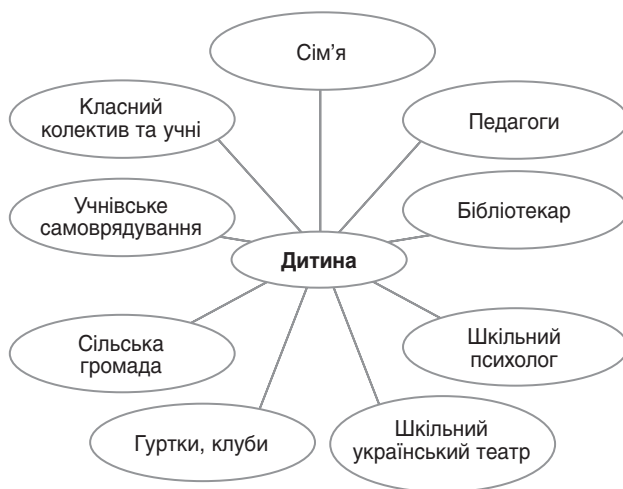 Сім’я
Класний
колектив та учні
Педагоги
Учнівське
самоврядування
Бібліотекар
Дитина
Сільська
громада
Шкільний
психолог
Гуртки, клуби
Шкільний
український театр